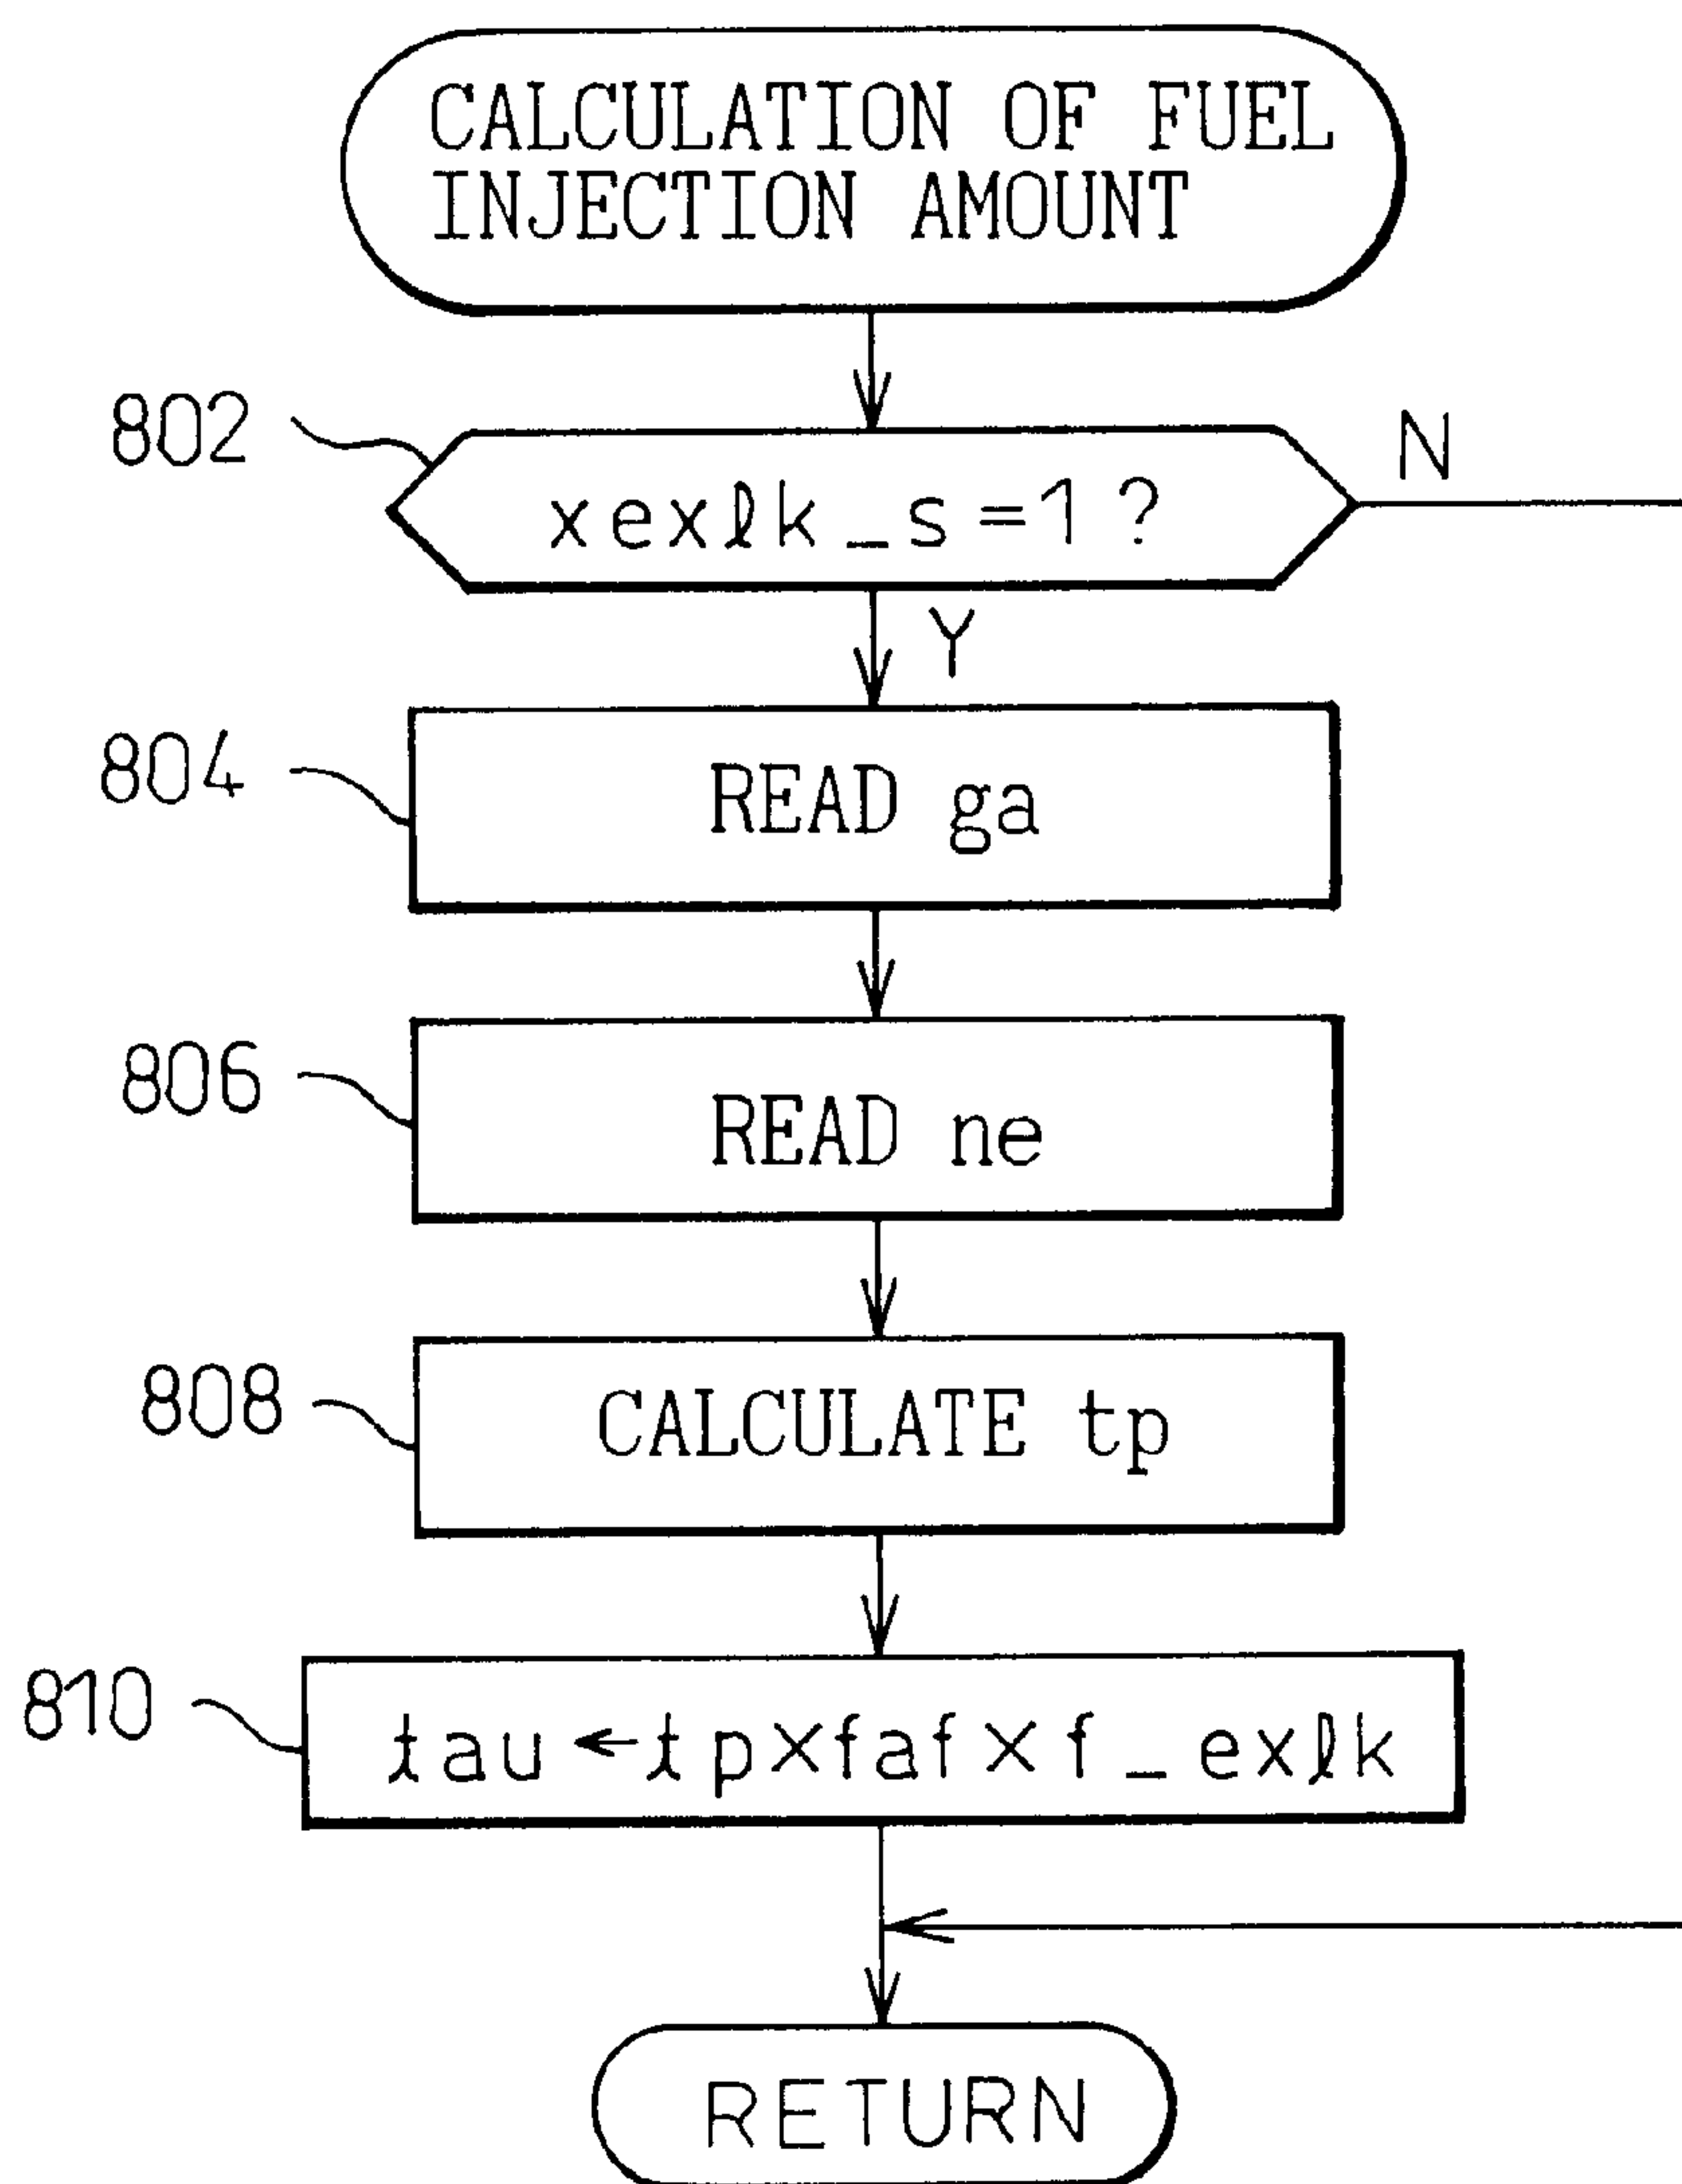 CALCULATION OF FUEL
INJECTION AMOUNT
802
xexlk_s=1?
N
Y
804
READ ga
806
READ ne
808
CALCULATE tp
810
tau←tp×faf×f_exlk
RETURN